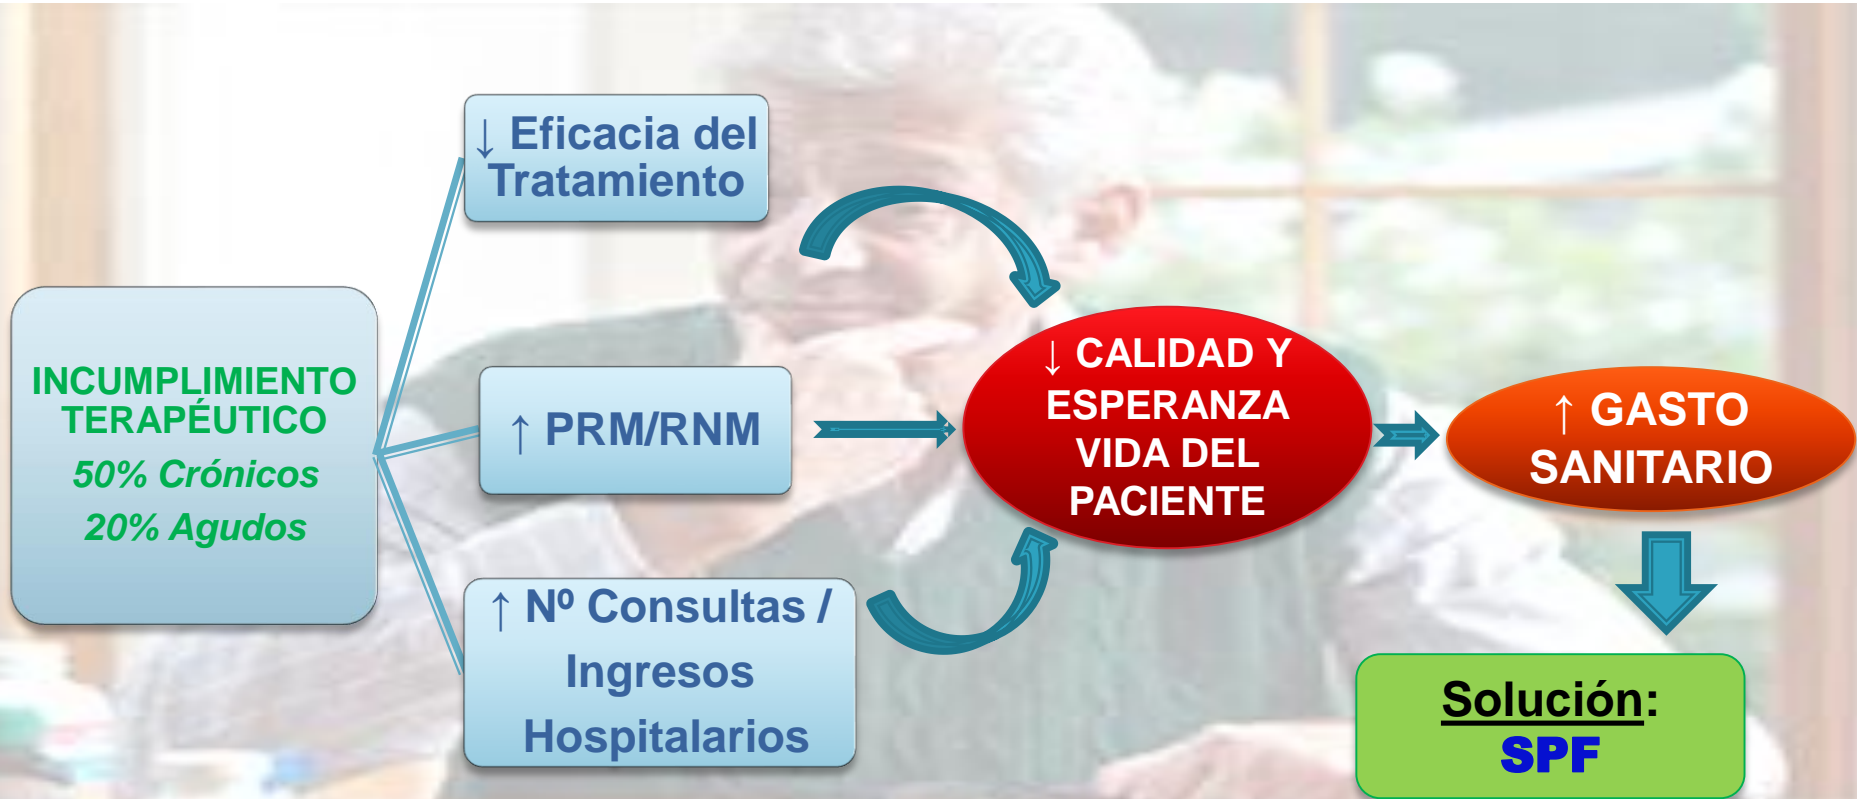 ↓ Eficacia del
Tratamiento
INCUMPLIMIENTO
TERAPÉUTICO
50% Crónicos
20% Agudos
↑ PRM/RNM
↑ Nº Consultas /
Ingresos
Hospitalarios
↓ CALIDAD Y
ESPERANZA
VIDA DEL
PACIENTE
↑ GASTO
SANITARIO
Solución:
SPF